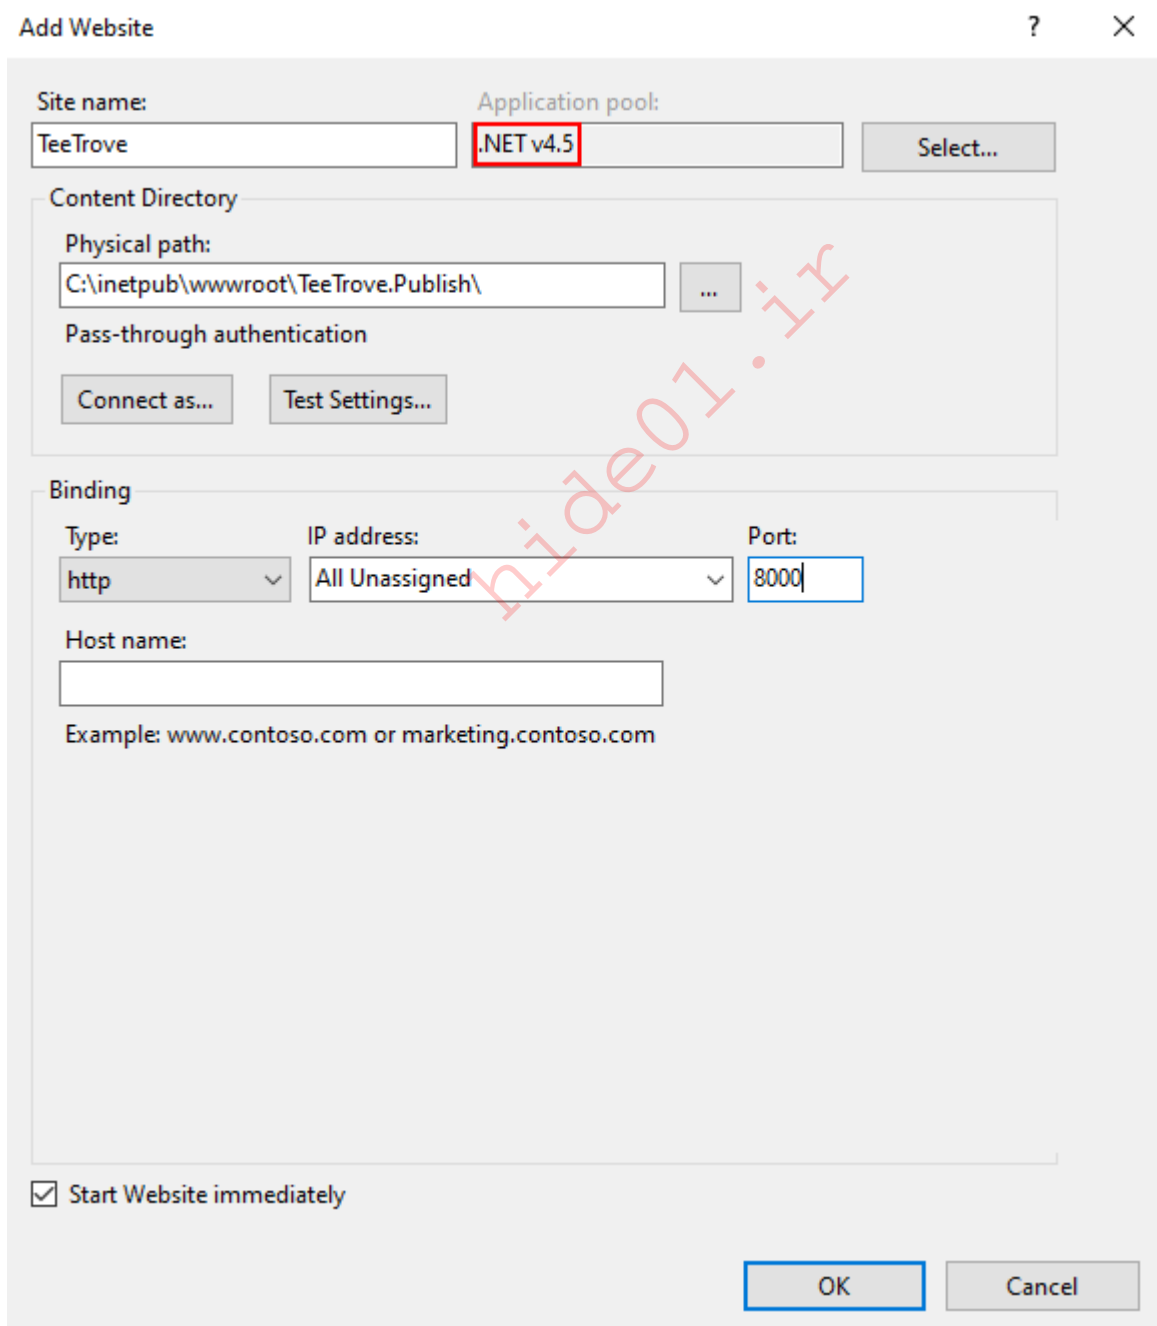 Add Website
Site name:
Application pool:
TeeTrove
.NET v4.5
Select...
Content Directory
Physical path:
C:\inetpub\wwwroot\TeeTrove.Publish\
...
Pass-through authentication
Connect as...
Test Settings...
Binding
Type:
IP address:
Port:
http
All Unassigned
8000
Host name:
Example: www.contoso.com or marketing.contoso.com
Start Website immediately
OK
Cancel
hide01.ir